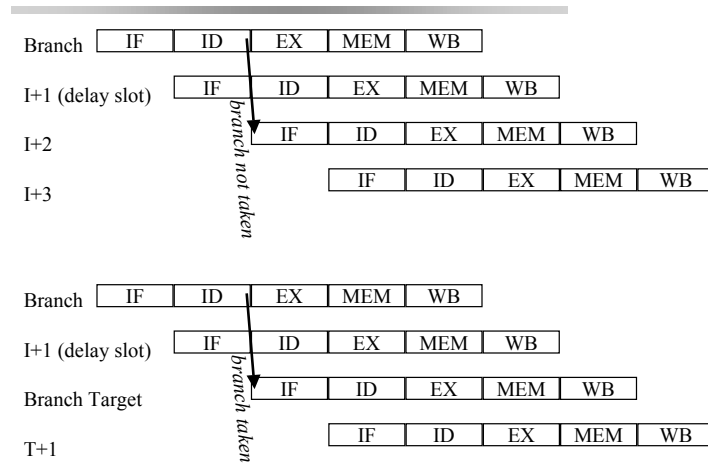 Branch IF ID EX MEM WB
I+1 (delay slot) IF ID EX MEM WB
I+2 IF ID EX MEM WB
I+3 IF ID EX MEM WB
branch not taken
Branch IF ID EX MEM WB
I+1 (delay slot) IF ID EX MEM WB
Branch Target IF ID EX MEM WB
T+1 IF ID EX MEM WB
branch taken